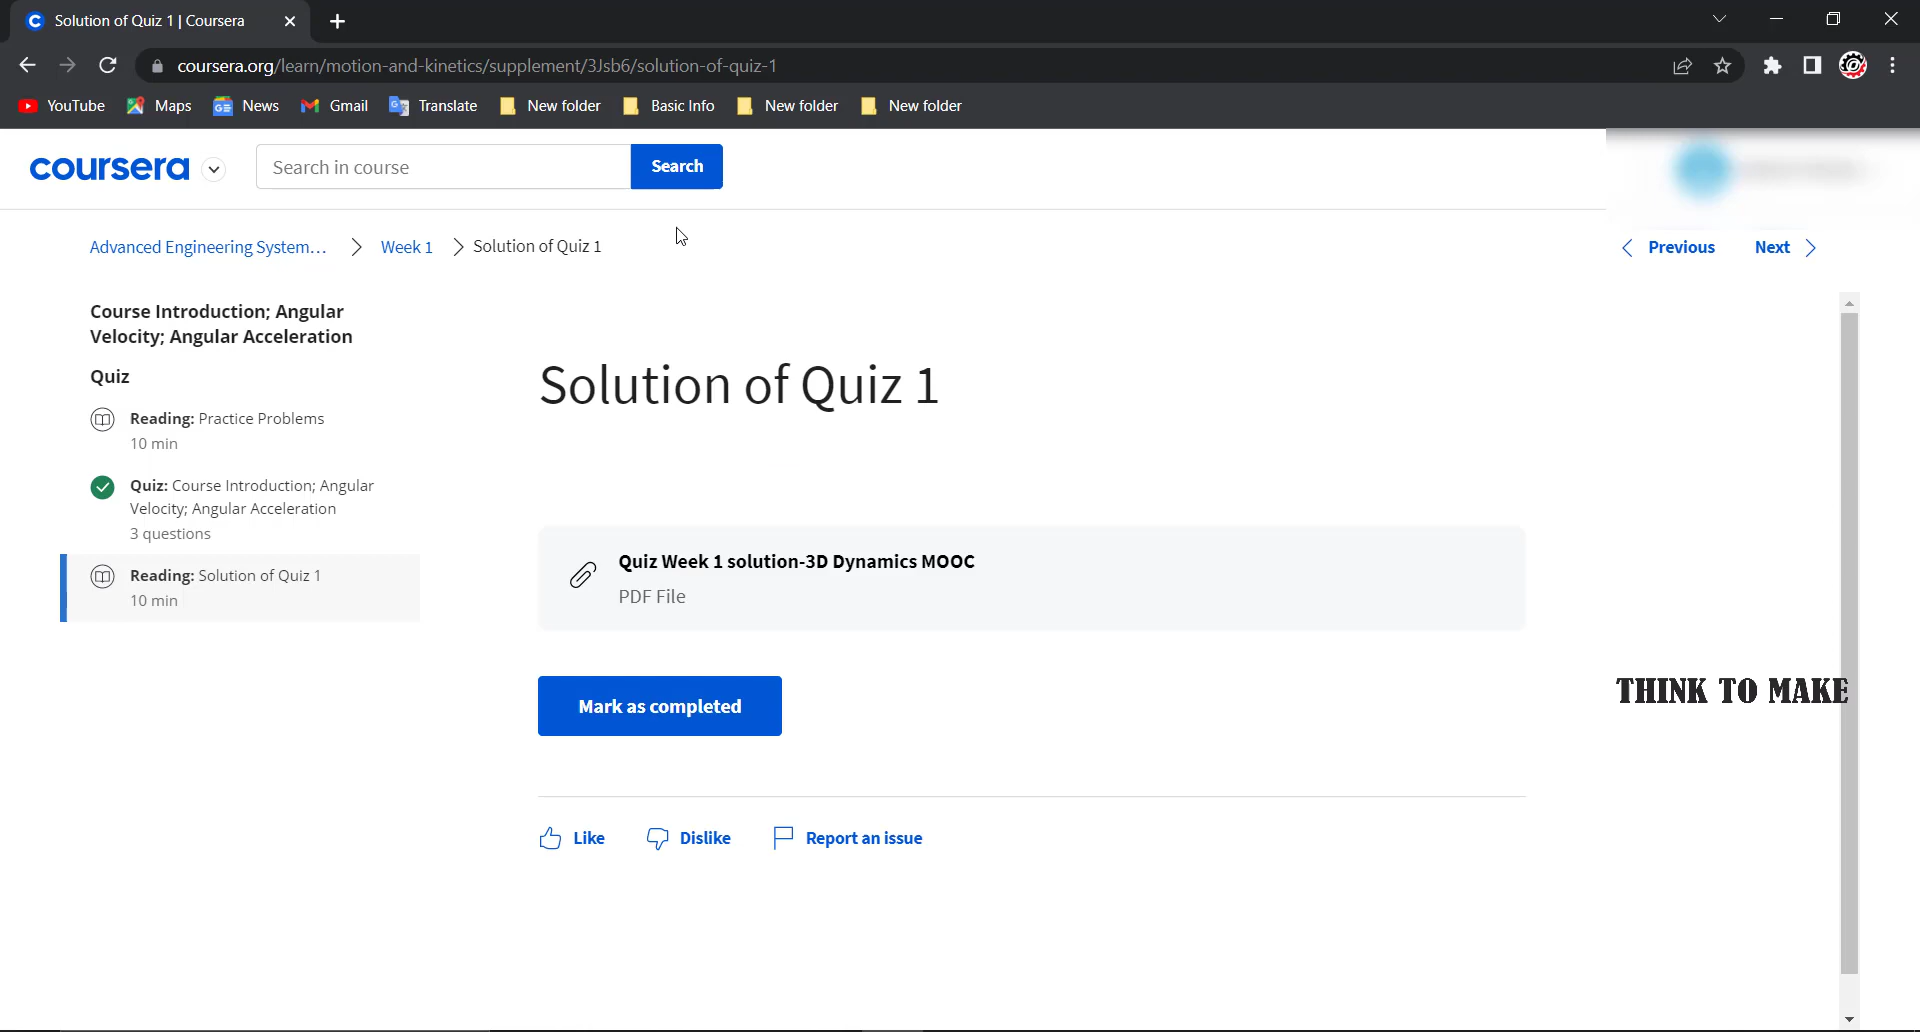 Solution of Quiz 1 | Coursera
coursera.org/learn/motion-and-kinetics/supplement/3Jsb6/solution-of-quiz-1
YouTube Maps News Gmail Translate New folder Basic Info New folder New folder
coursera Search in course Search
Advanced Engineering System... Week 1 Solution of Quiz 1 Previous Next
Course Introduction; Angular
Velocity; Angular Acceleration
Quiz
Reading: Practice Problems
10 min
Quiz: Course Introduction; Angular
Velocity; Angular Acceleration
3 questions
Reading: Solution of Quiz 1
10 min
Solution of Quiz 1
Quiz Week 1 solution-3D Dynamics MOOC
PDF File
Mark as completed
THINK TO MAKE
Like Dislike Report an issue